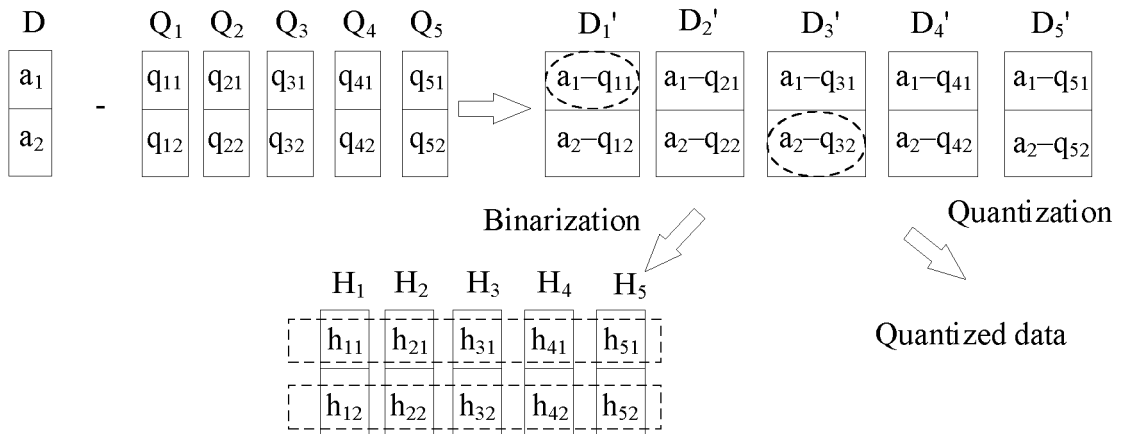 D Q₁ Q₂ Q₃ Q₄ Q₅ D₁' D₂' D₃' D₄' D₅'
a₁ q₁₁ q₂₁ q₃₁ q₄₁ q₅₁ a₁–q₁₁ a₁–q₂₁ a₁–q₃₁ a₁–q₄₁ a₁–q₅₁
-
a₂ q₁₂ q₂₂ q₃₂ q₄₂ q₅₂ a₂–q₁₂ a₂–q₂₂ a₂–q₃₂ a₂–q₄₂ a₂–q₅₂
Binarization Quantization
H₁ H₂ H₃ H₄ H₅
h₁₁ h₂₁ h₃₁ h₄₁ h₅₁ Quantized data
h₁₂ h₂₂ h₃₂ h₄₂ h₅₂